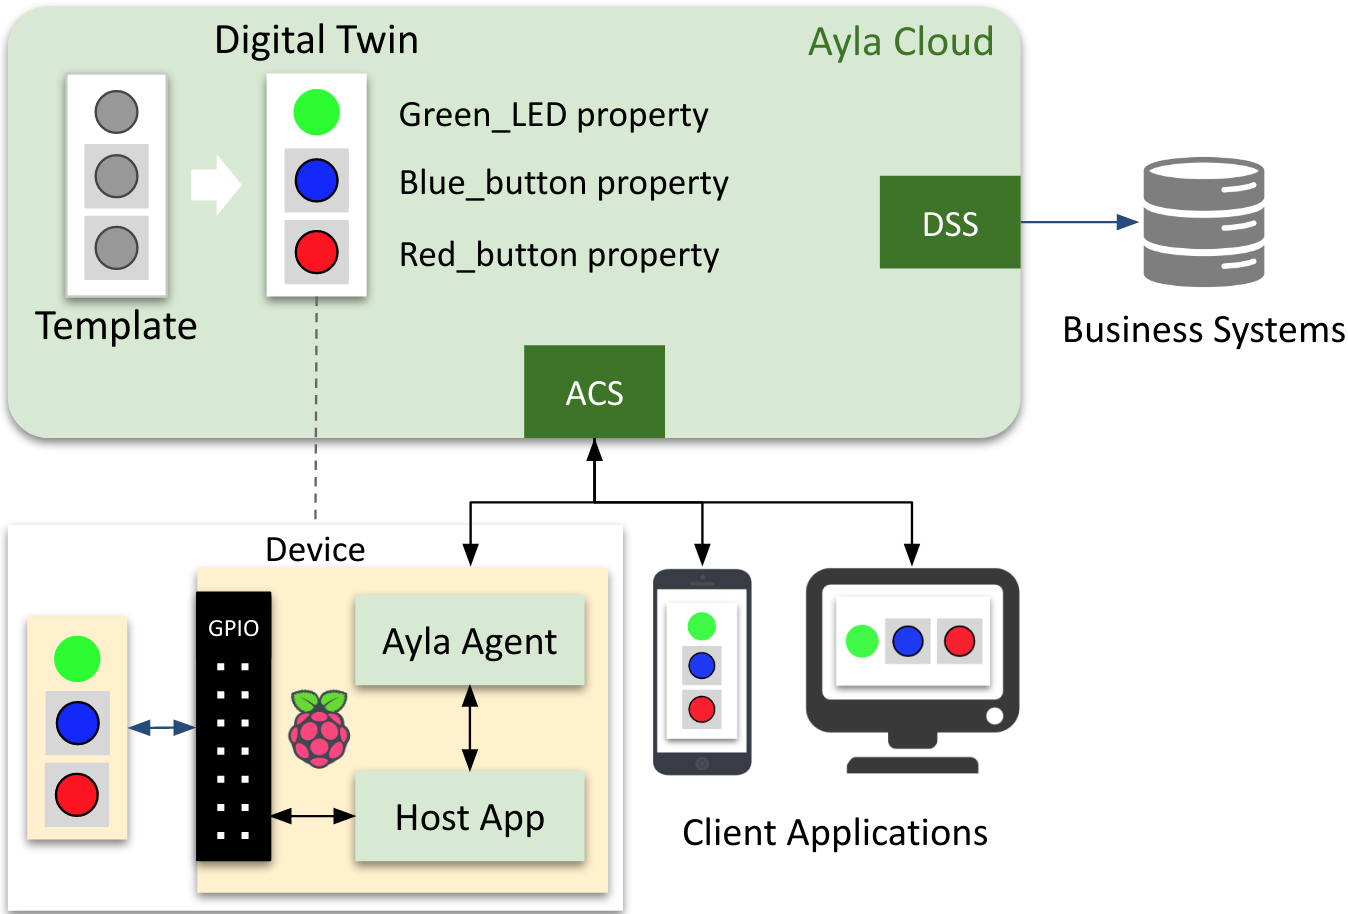 Digital Twin
Ayla Cloud
Green_LED property
Blue_button property
Red_button property
Template
DSS
Business Systems
ACS
Device
GPIO
Ayla Agent
Host App
Client Applications